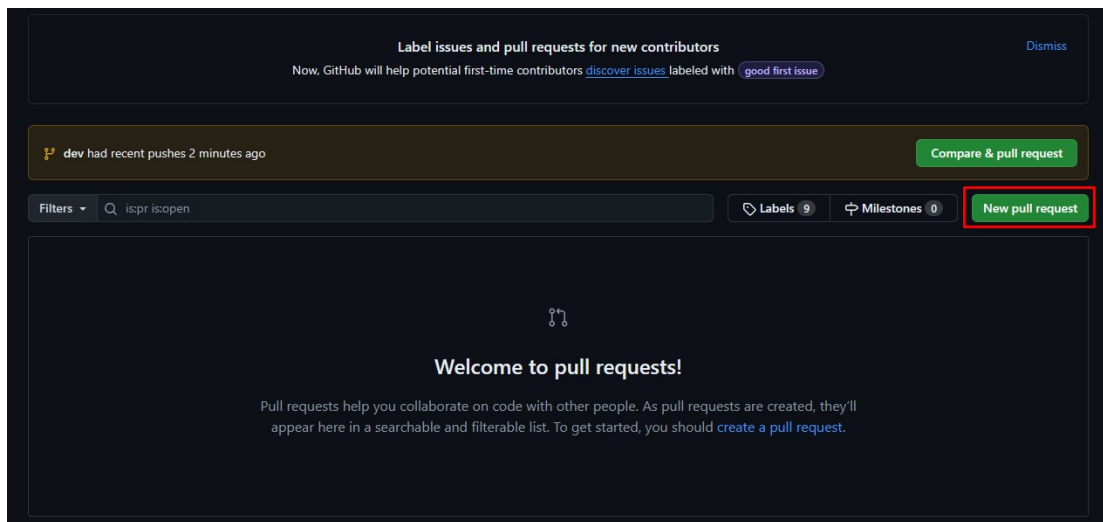 Label issues and pull requests for new contributors
Dismiss
Now, GitHub will help potential first-time contributors discover issues labeled with good first issue
dev had recent pushes 2 minutes ago
Compare & pull request
Filters
is:pr is:open
Labels 9
Milestones 0
New pull request
Welcome to pull requests!
Pull requests help you collaborate on code with other people. As pull requests are created, they'll
appear here in a searchable and filterable list. To get started, you should create a pull request.